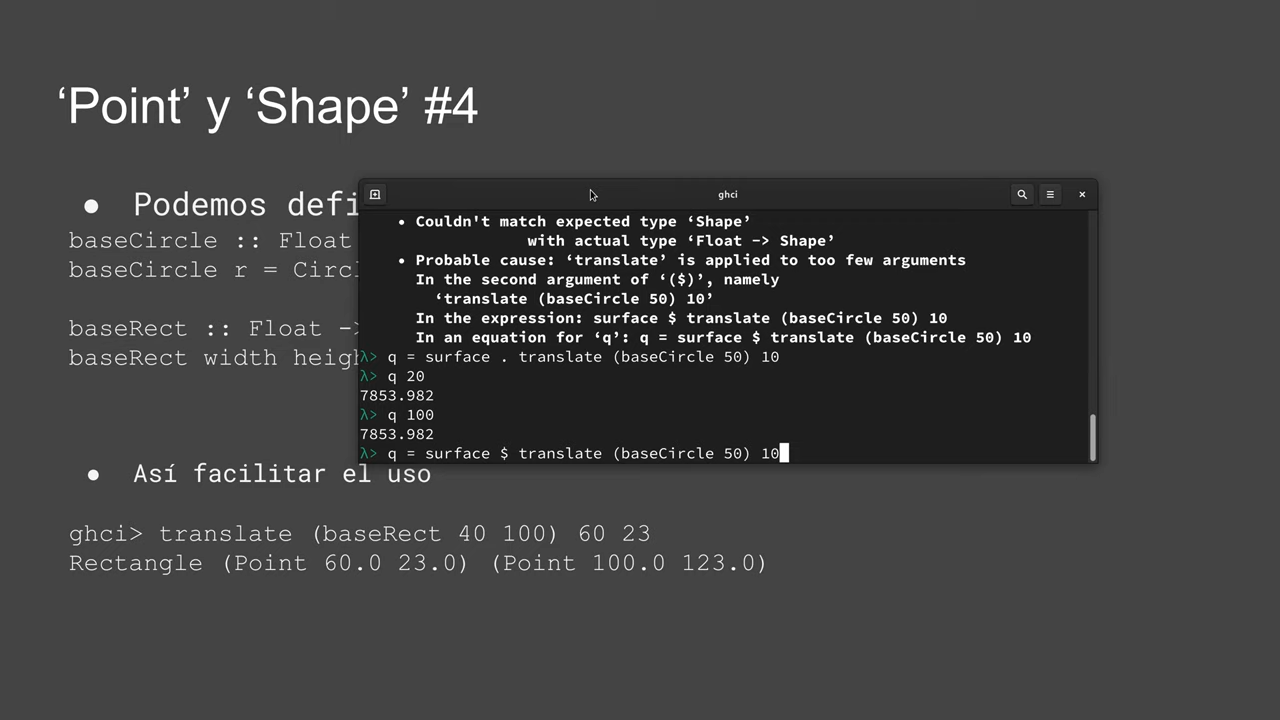 ‘Point’ y ‘Shape’ #4
● Podemos defi
baseCircle :: Float
baseCircle r = Circ
baseRect :: Float ->
baseRect width heigh
ghci
• Couldn't match expected type ‘Shape’
with actual type ‘Float -> Shape’
• Probable cause: ‘translate’ is applied to too few arguments
In the second argument of ‘($)’, namely
‘translate (baseCircle 50) 10’
In the expression: surface $ translate (baseCircle 50) 10
In an equation for ‘q’: q = surface $ translate (baseCircle 50) 10
λ> q = surface . translate (baseCircle 50) 10
λ> q 20
7853.982
λ> q 100
7853.982
λ> q = surface $ translate (baseCircle 50) 10
● Así facilitar el uso
ghci> translate (baseRect 40 100) 60 23
Rectangle (Point 60.0 23.0) (Point 100.0 123.0)